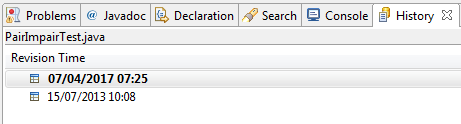 Problems @ Javadoc Declaration Search Console History
PairImpairTest.java
Revision Time
07/04/2017 07:25
15/07/2013 10:08